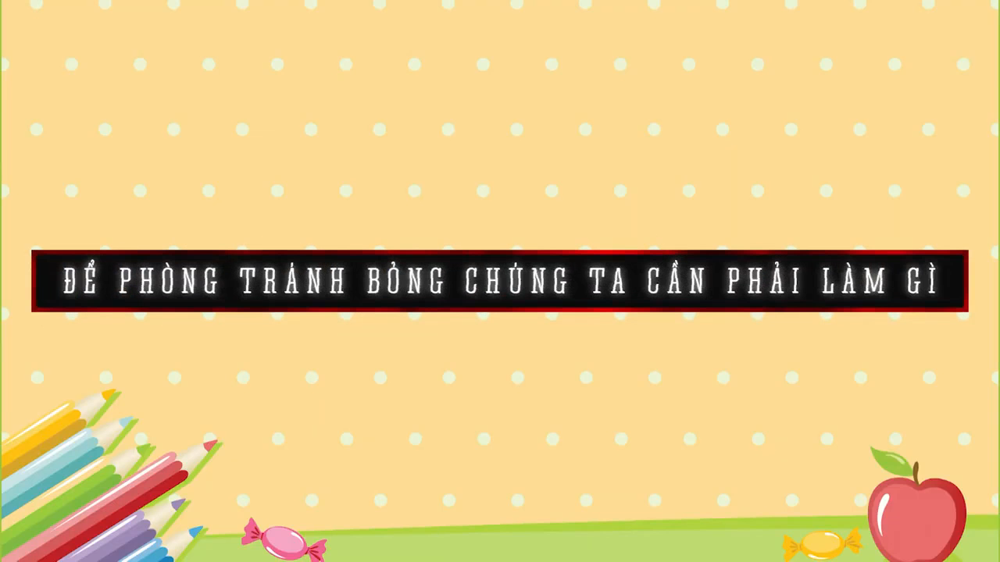 ĐỂ PHÒNG TRÁNH BỎNG CHÚNG TA CẦN PHẢI LÀM GÌ